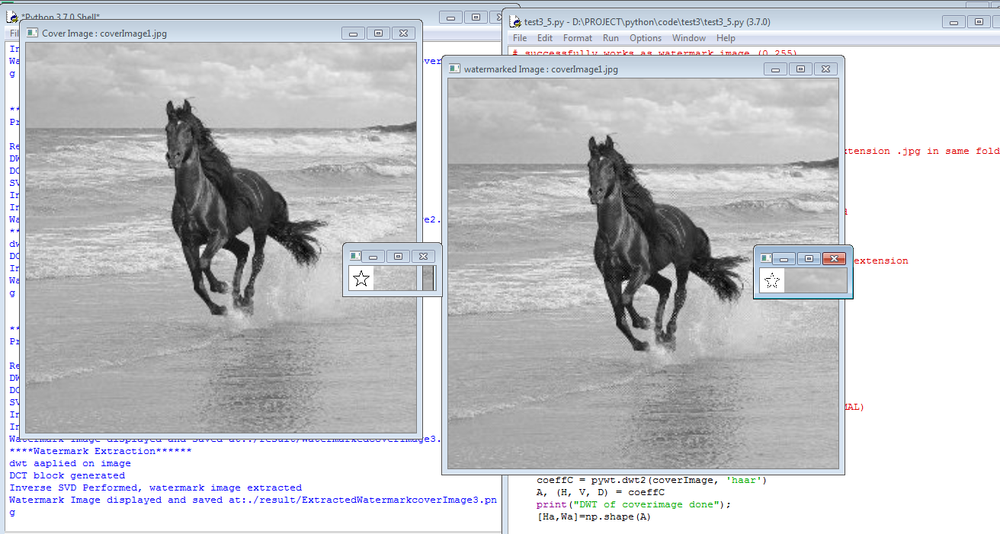 *Python 3.7.0 Shell*
Fil
In
Wa
g
**
Pr
Re
DW
DC
SV
In
In
Wa
**
dw
DC
In
Wa
g
**
Pr
Re
DW
DC
SV
In
In
Watermark Image displayed and saved at:./result/WatermarkedcoverImage3.
****Watermark Extraction******
dwt aaplied on image
DCT block generated
Inverse SVD Performed, watermark image extracted
Watermark Image displayed and saved at:./result/ExtractedWatermarkcoverImage3.pn
g
Cover Image : coverImage1.jpg
ver
e2.
test3_5.py - D:\PROJECT\python\code\test3\test3_5.py (3.7.0)
File Edit Format Run Options Window Help
# successfully works as watermark image (0,255)
watermarked Image : coverImage1.jpg
tension .jpg in same fold
extension
MAL)
coeffC = pywt.dwt2(coverImage, 'haar')
A, (H, V, D) = coeffC
print("DWT of coverimage done");
[Ha,Wa]=np.shape(A)